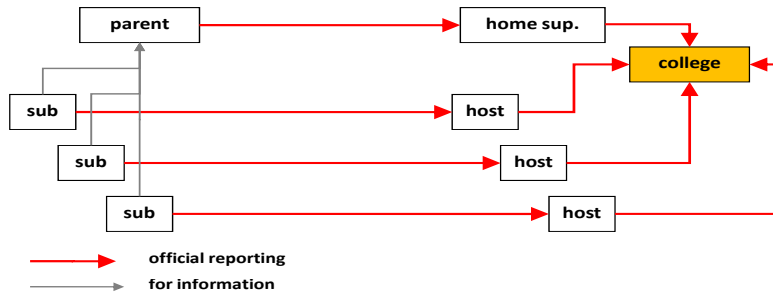 parent
home sup.
college
sub
host
sub
host
sub
host
official reporting
for information